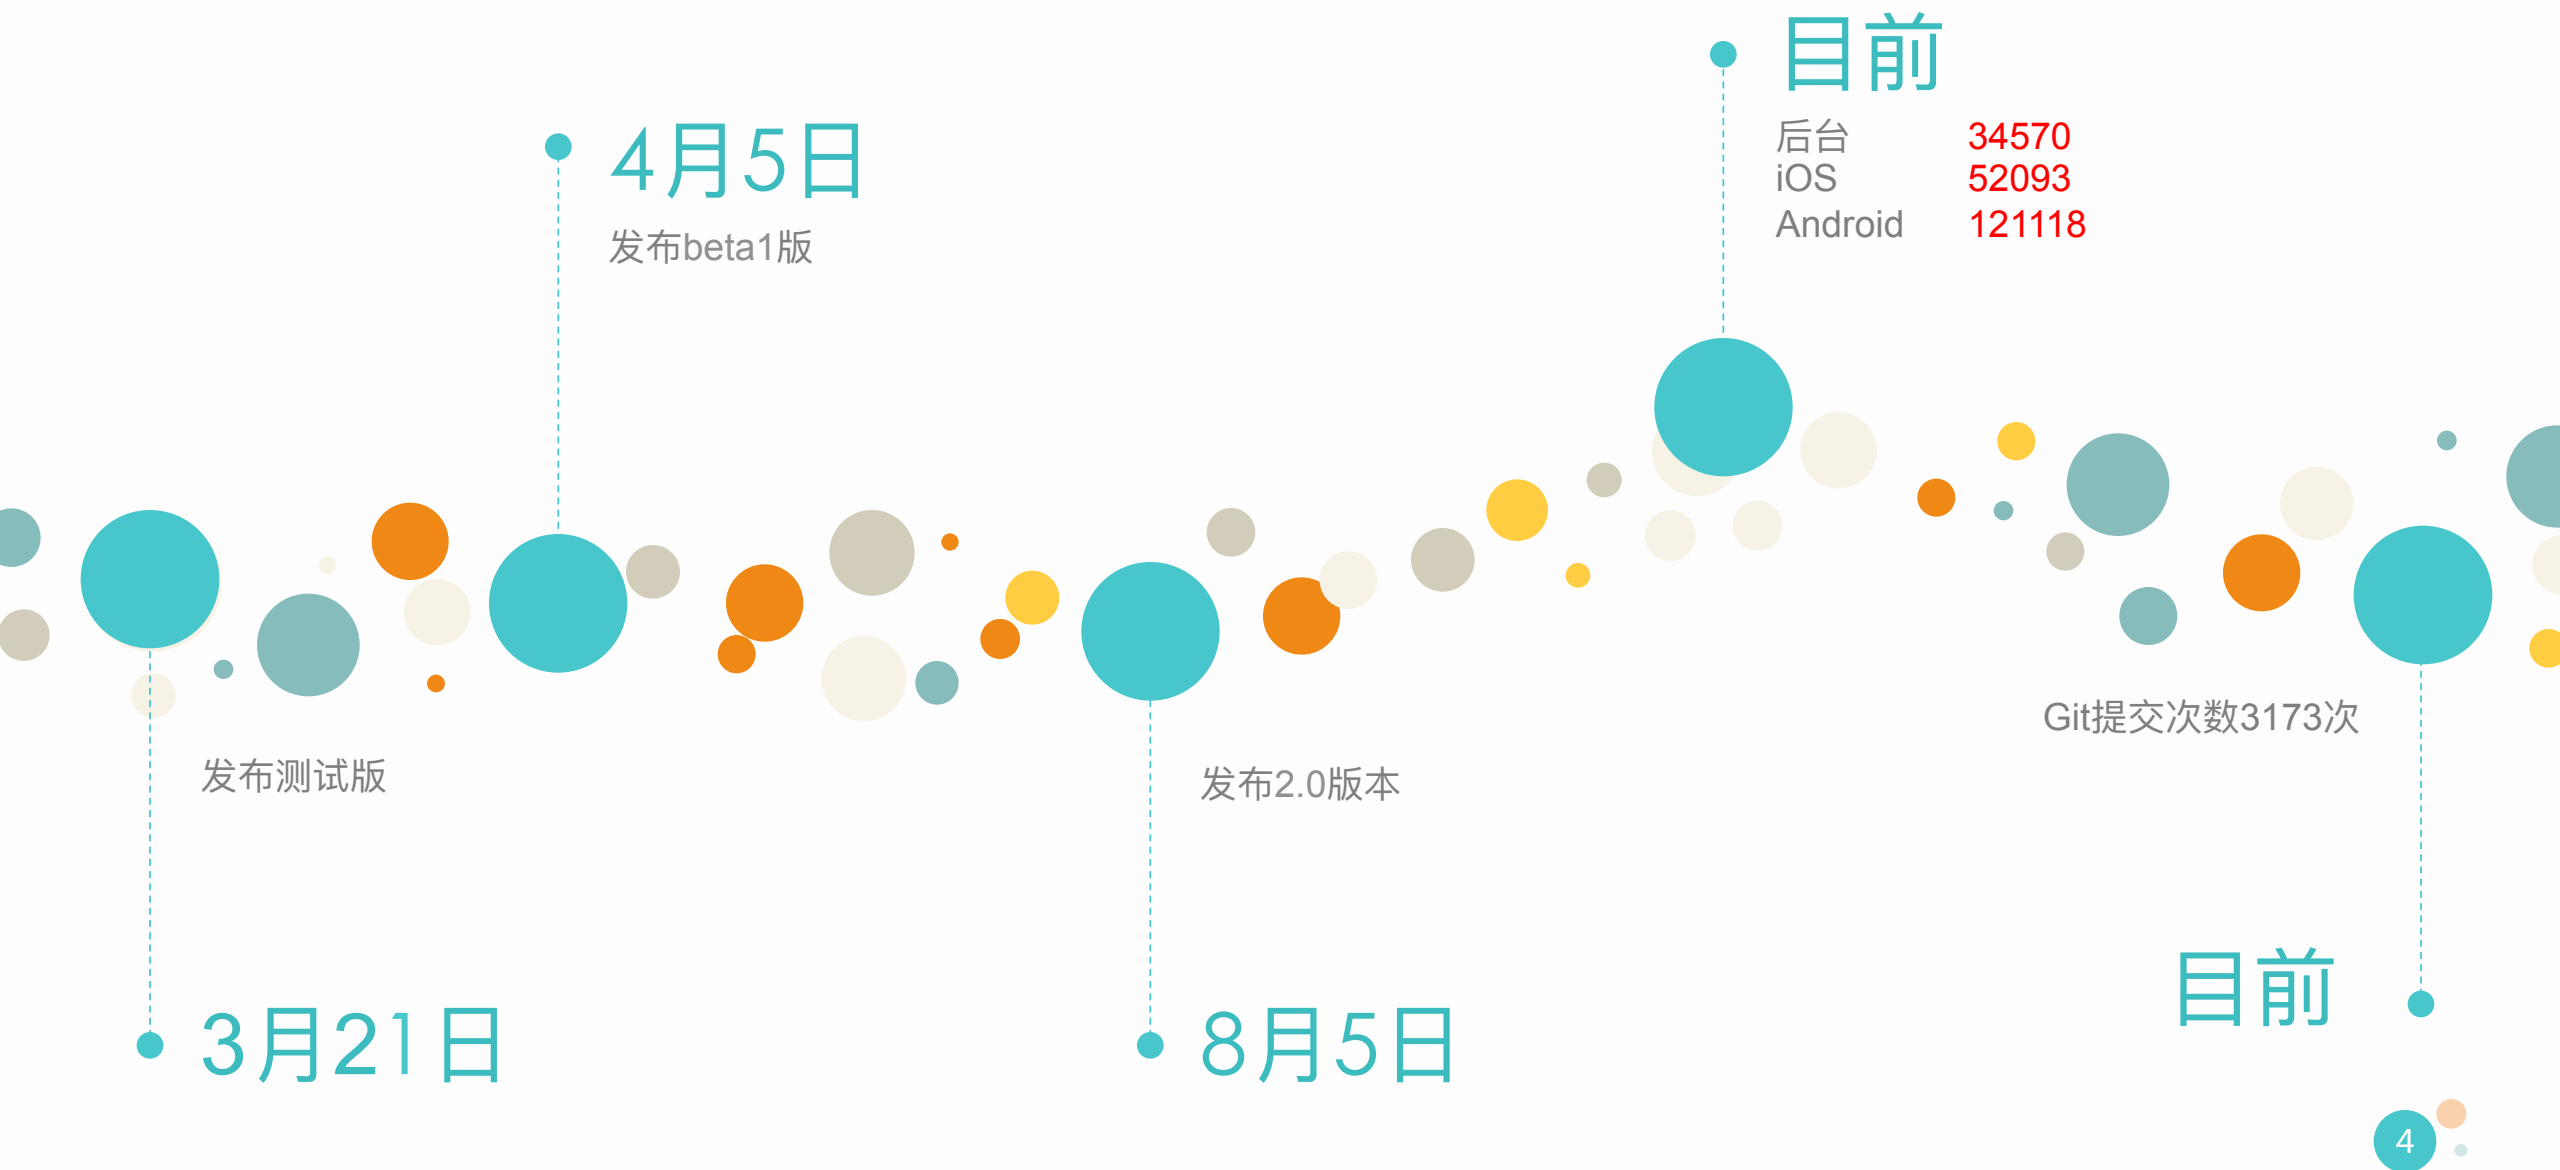 目前
后台 34570
iOS 52093
Android 121118
4月5日
发布beta1版
Git提交次数3173次
发布测试版
发布2.0版本
目前
3月21日
8月5日
4